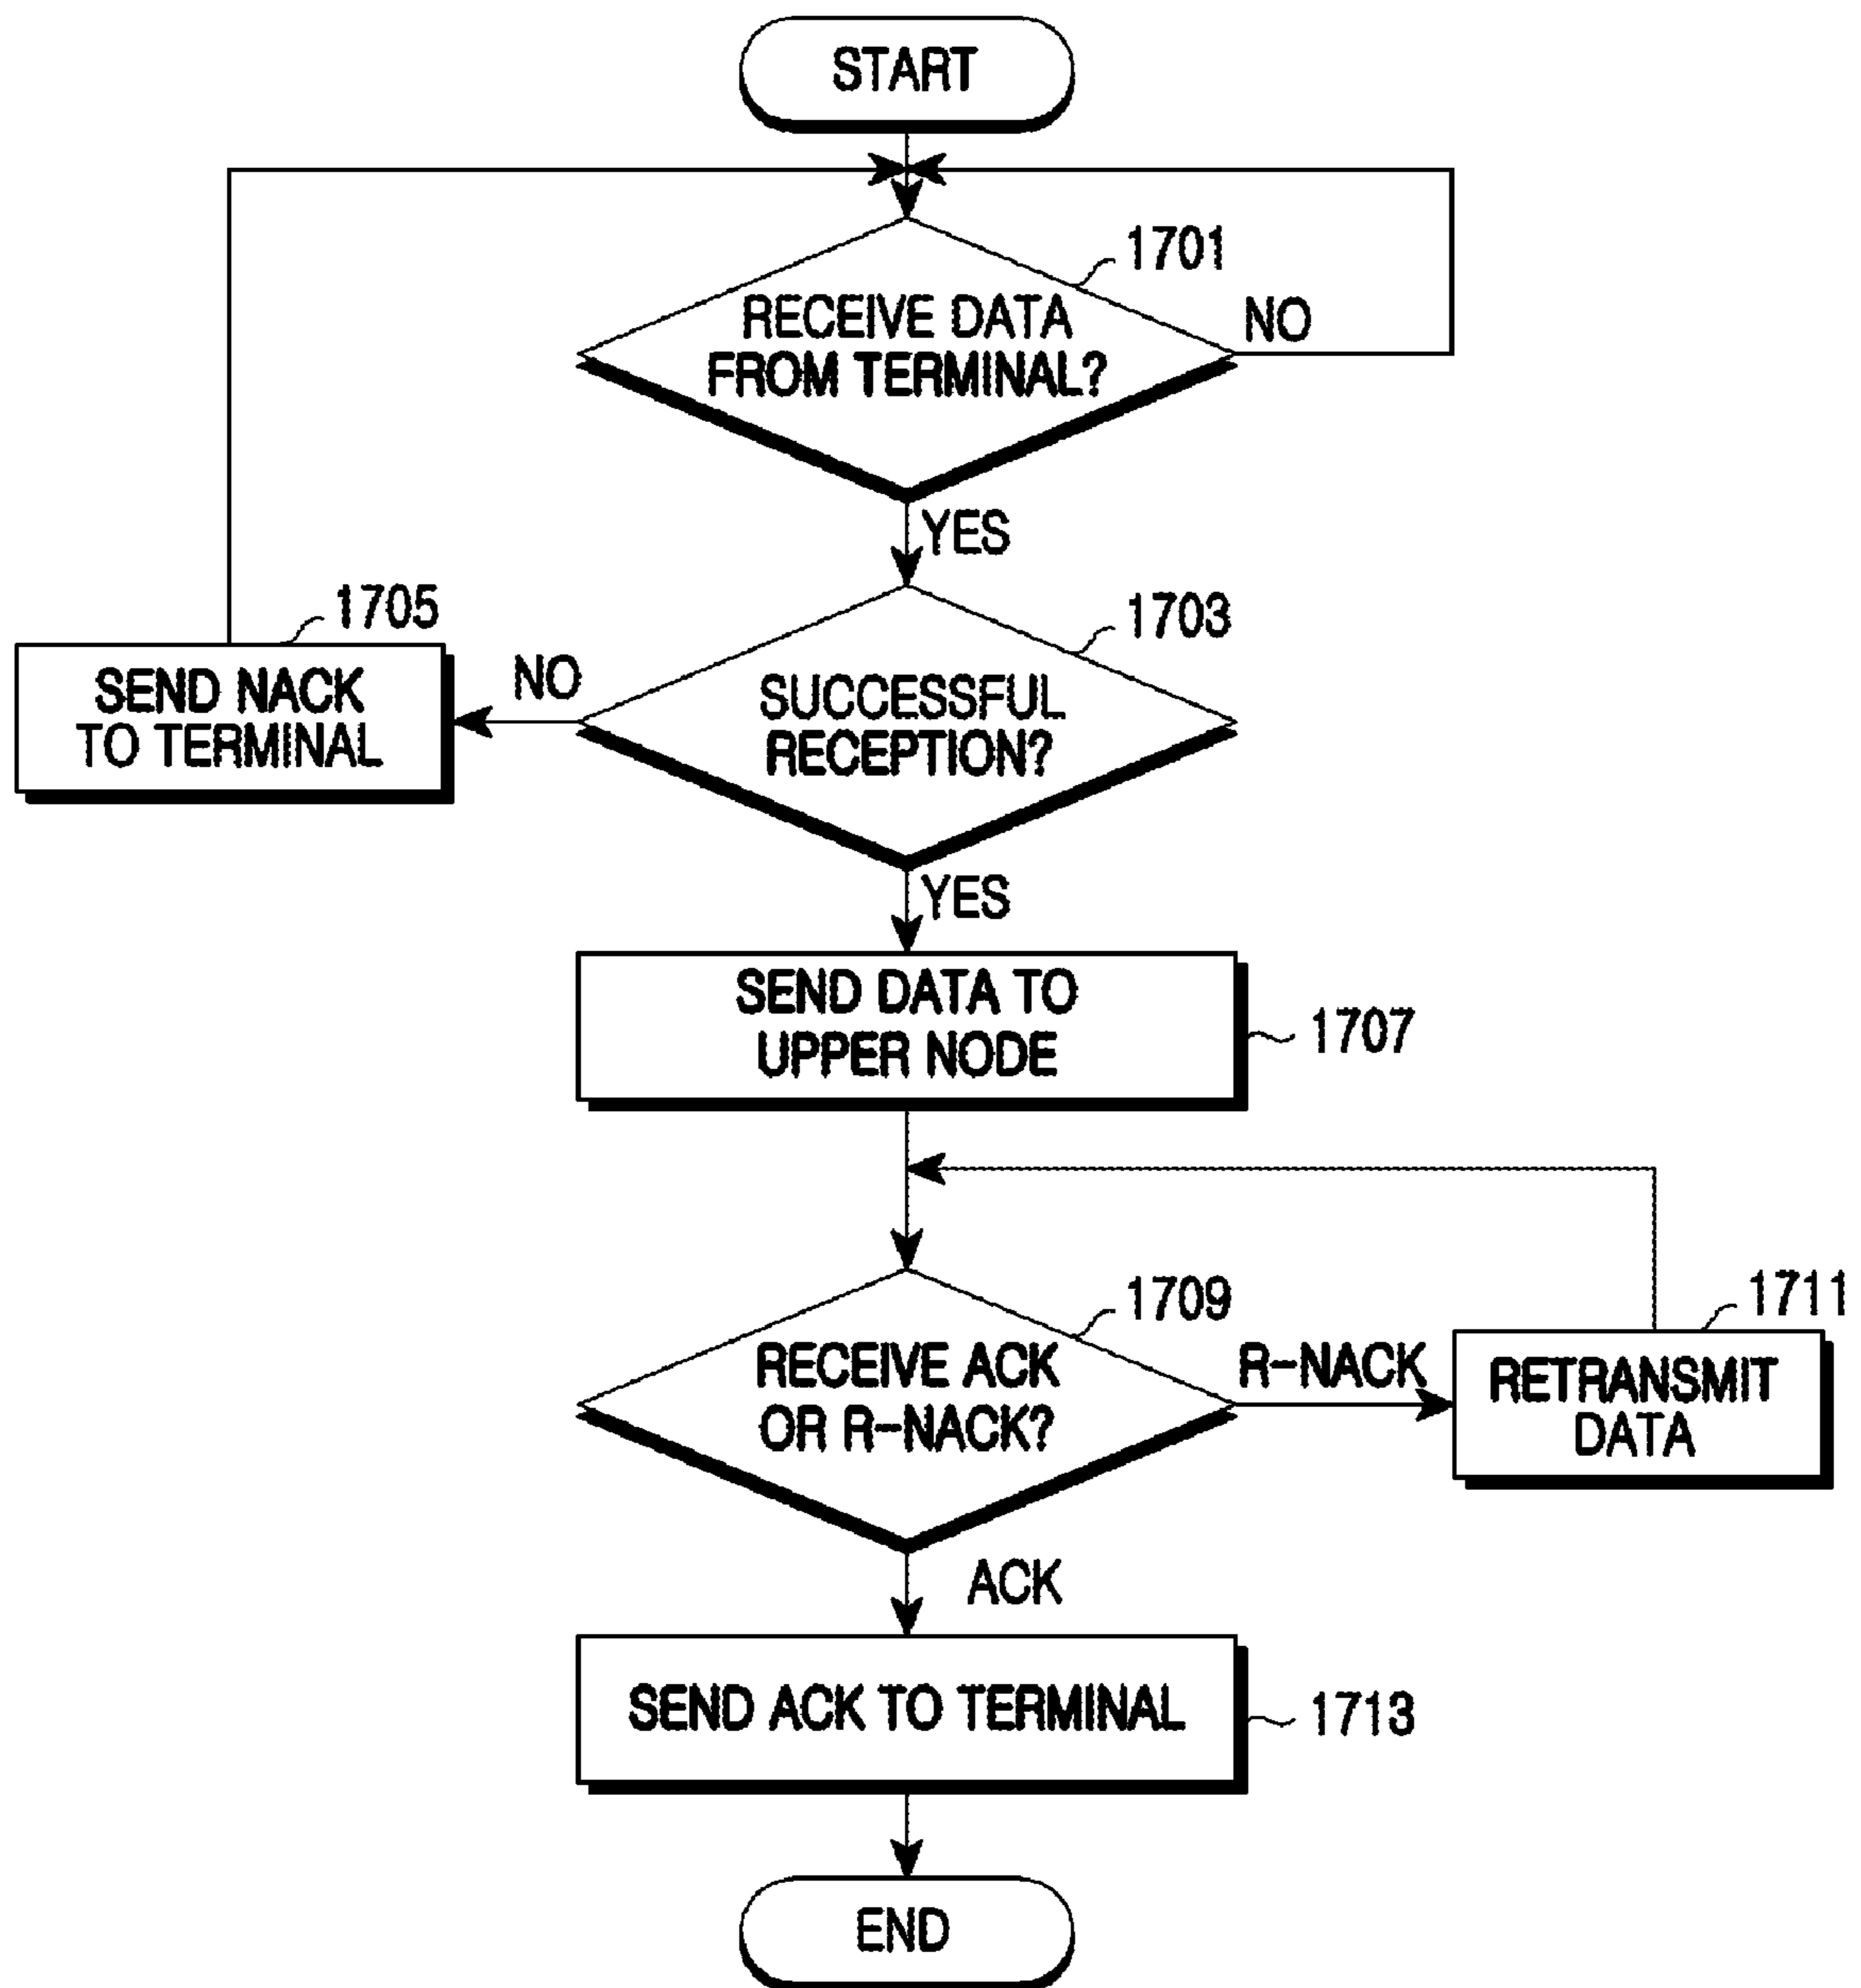 START
1701
RECEIVE DATA
FROM TERMINAL?
NO
YES
1705
1703
SEND NACK
TO TERMINAL
NO
SUCCESSFUL
RECEPTION?
YES
SEND DATA TO
UPPER NODE
1707
1709
1711
RECEIVE ACK
OR R-NACK?
R-NACK
RETRANSMIT
DATA
ACK
SEND ACK TO TERMINAL
1713
END